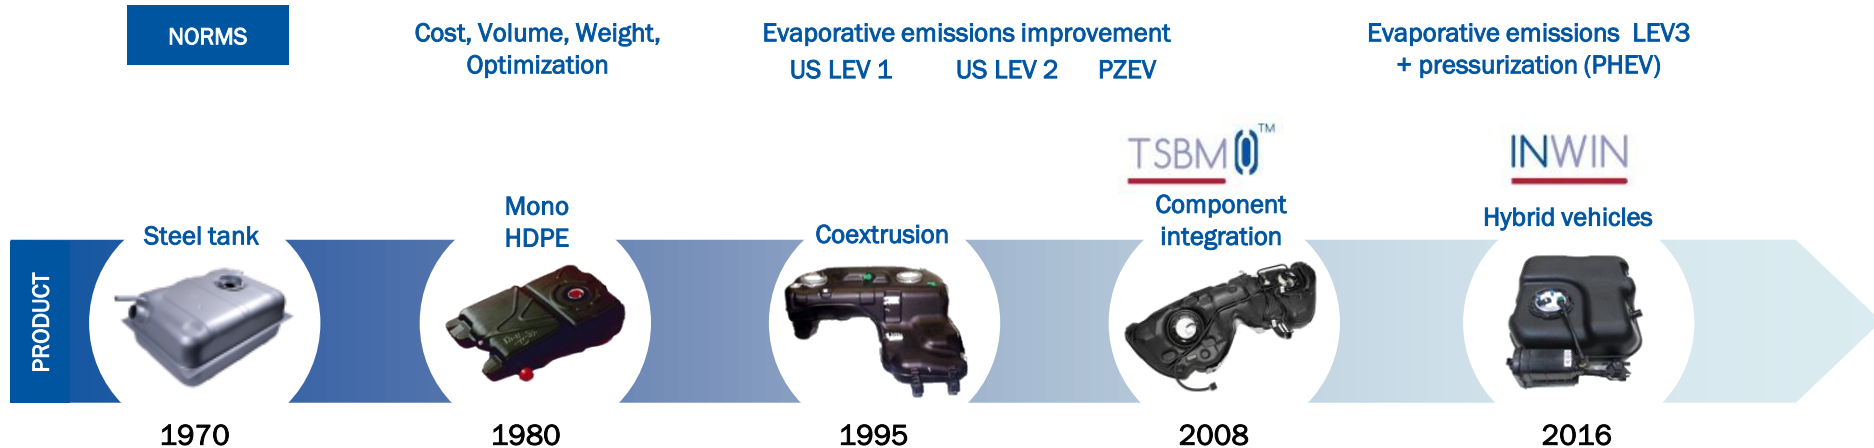 NORMS
Cost, Volume, Weight,
Optimization
Evaporative emissions improvement
US LEV 1 US LEV 2 PZEV
Evaporative emissions LEV3
+ pressurization (PHEV)
TSBM TM
INWIN
PRODUCT
Steel tank
Mono
HDPE
Coextrusion
Component
integration
Hybrid vehicles
1970
1980
1995
2008
2016